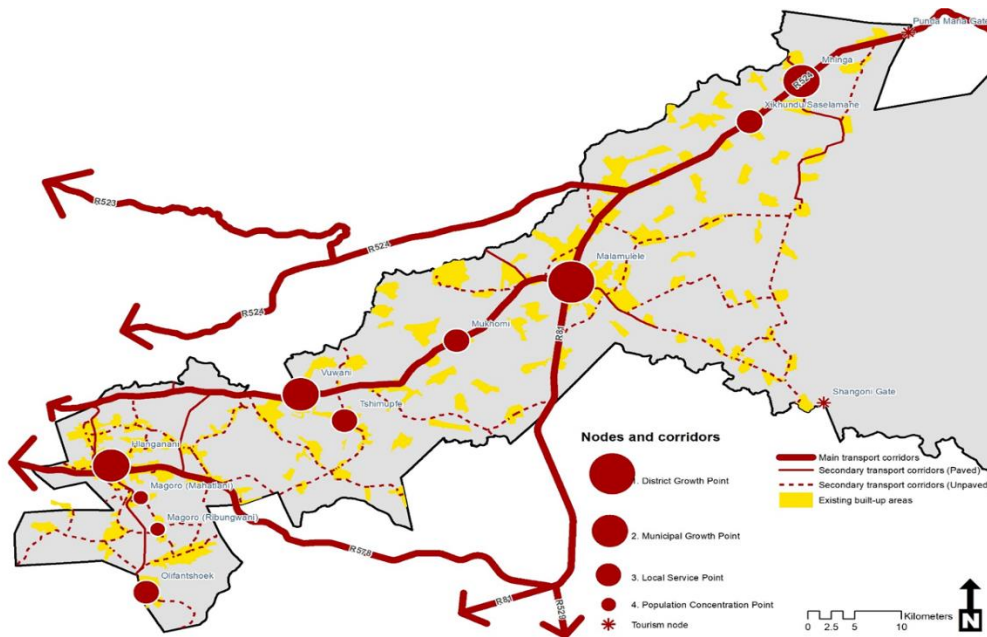 Punda Maria Gate
Mhinga
R524
Xikhundu Saselamane
R523
R524
Malamulele
R524
R81
Mukhomi
Vuwani
Tshimupfe
Shangoni Gate
Hlanganani
Magoro (Mahatlani)
Magoro (Ribungwani)
R578
Olifantshoek
R81
R529
Nodes and corridors
1. District Growth Point
2. Municipal Growth Point
3. Local Service Point
4. Population Concentration Point
Tourism node
Main transport corridors
Secondary transport corridors (Paved)
Secondary transport corridors (Unpaved)
Existing built-up areas
Kilometers
0 2.5 5 10
N